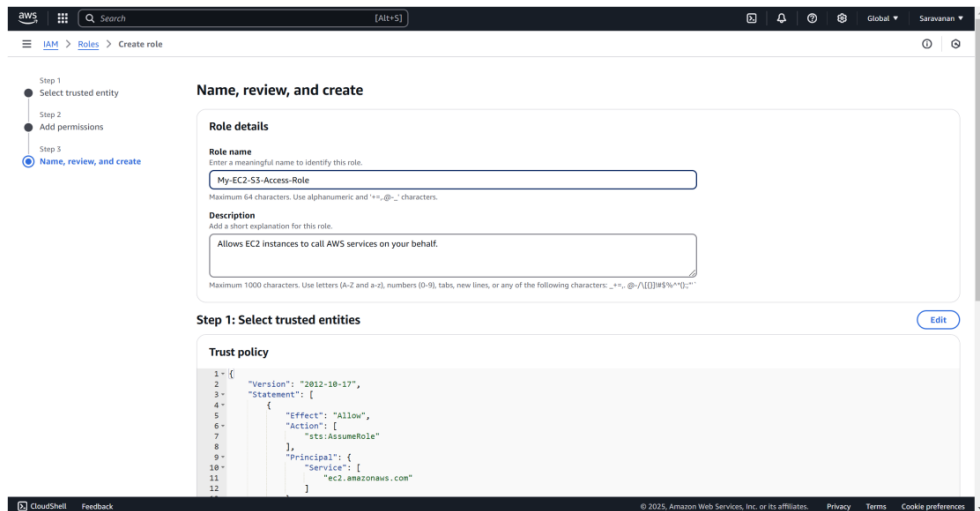 aws Search [Alt+S] Global Saravanan
IAM > Roles > Create role
Step 1
Select trusted entity
Step 2
Add permissions
Step 3
Name, review, and create
Name, review, and create
Role details
Role name
Enter a meaningful name to identify this role.
My-EC2-S3-Access-Role
Maximum 64 characters. Use alphanumeric and '+=,.@-_' characters.
Description
Add a short explanation for this role.
Allows EC2 instances to call AWS services on your behalf.
Maximum 1000 characters. Use letters (A-Z and a-z), numbers (0-9), tabs, new lines, or any of the following characters:
Step 1: Select trusted entities
Edit
Trust policy
1 {
2 "Version": "2012-10-17",
3 "Statement": [
4 {
5 "Effect": "Allow",
6 "Action": [
7 "sts:AssumeRole"
8 ],
9 "Principal": {
10 "Service": [
11 "ec2.amazonaws.com"
12 ]
CloudShell Feedback © 2025, Amazon Web Services, Inc. or its affiliates. Privacy Terms Cookie preferences